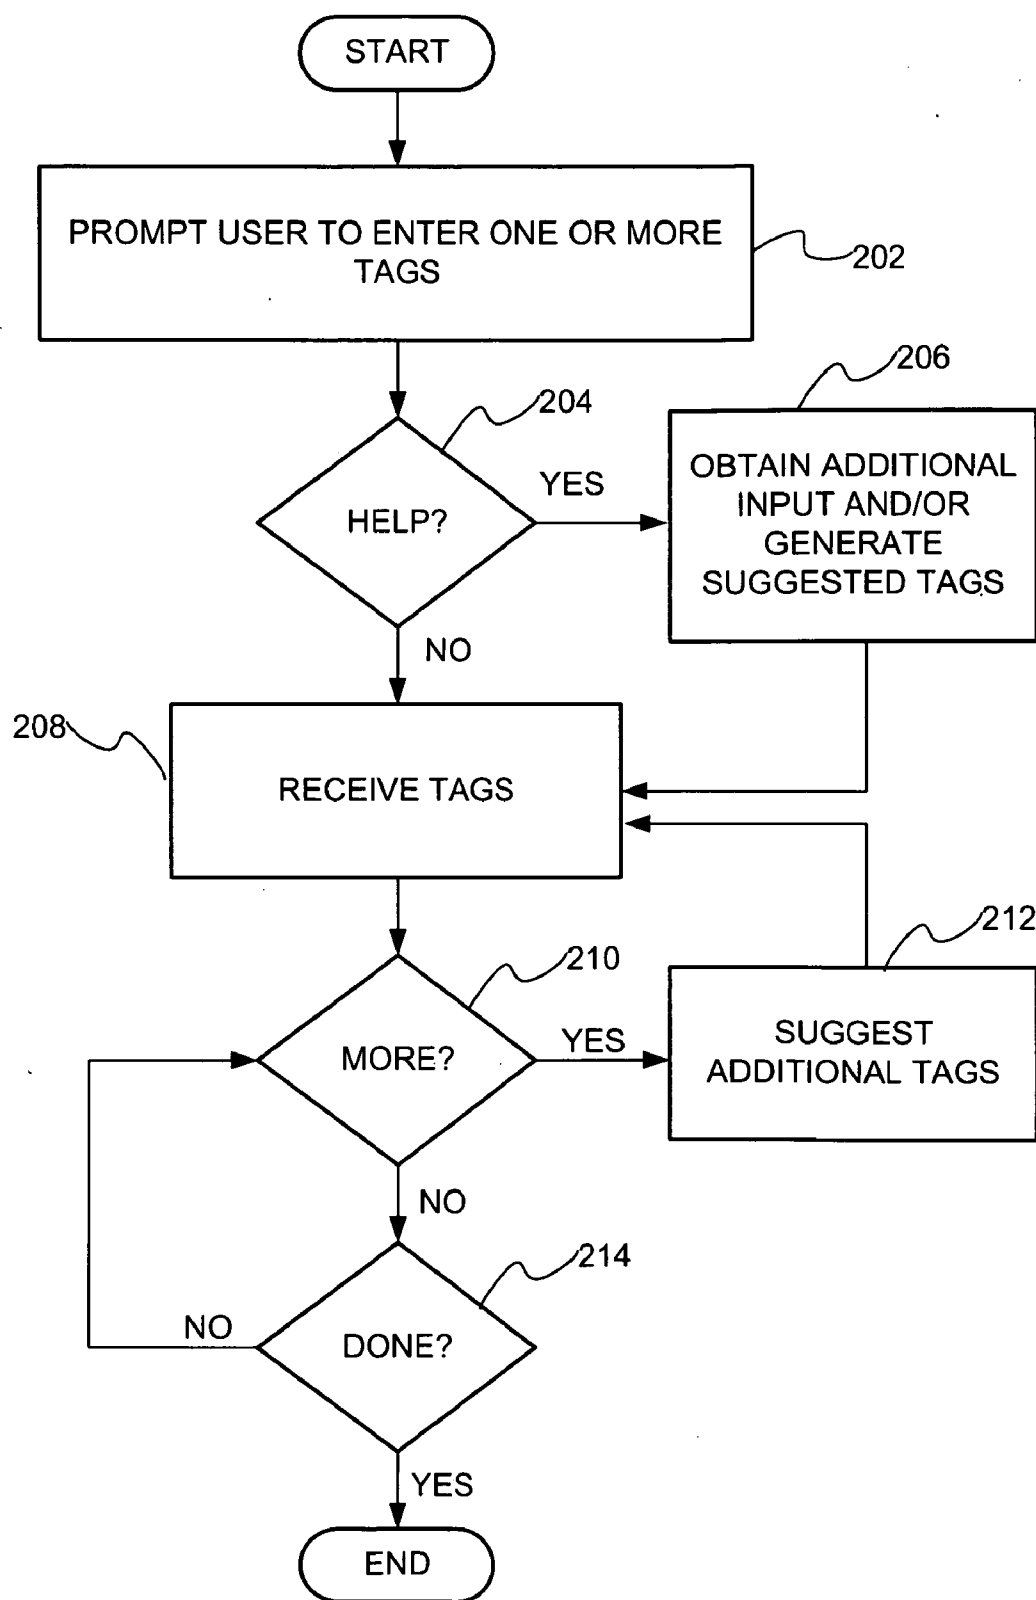 START
PROMPT USER TO ENTER ONE OR MORE
TAGS
202
204
206
HELP?
YES
OBTAIN ADDITIONAL
INPUT AND/OR
GENERATE
SUGGESTED TAGS
NO
208
RECEIVE TAGS
210
212
MORE?
YES
SUGGEST
ADDITIONAL TAGS
NO
214
DONE?
NO
YES
END